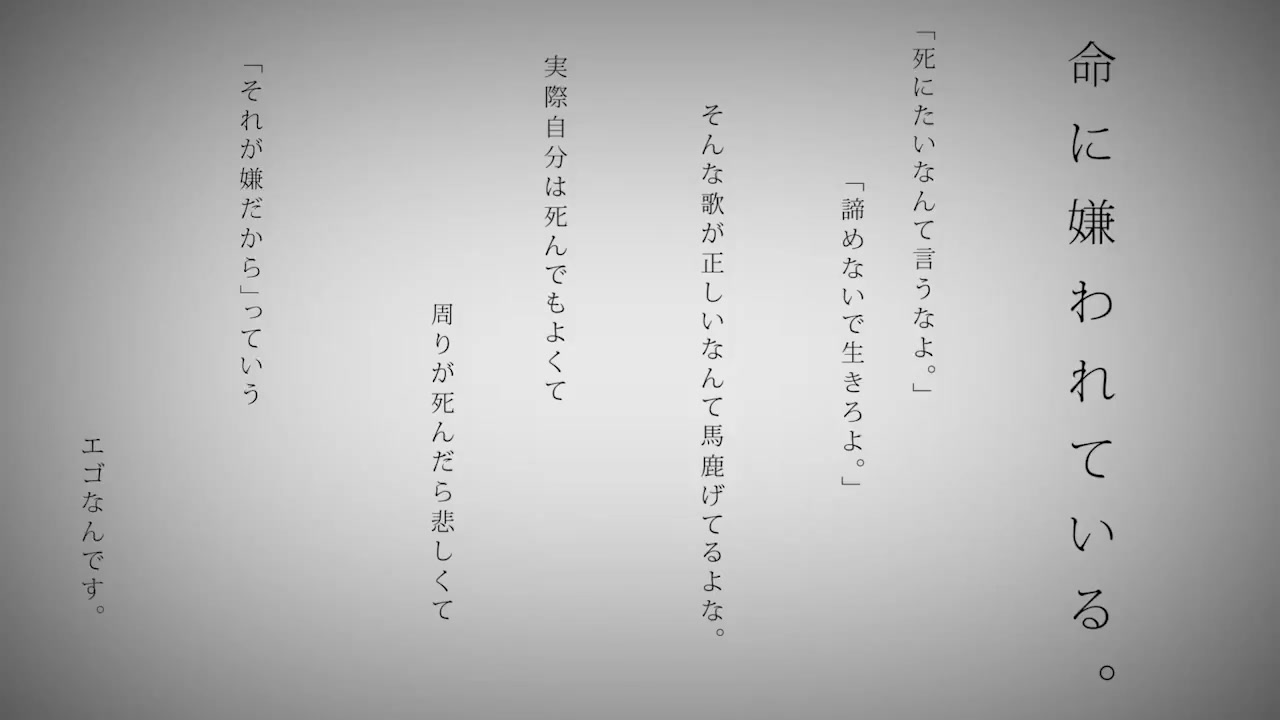 命に嫌われている。
「死にたいなんて言うなよ。」
「諦めないで生きろよ。」
そんな歌が正しいなんて馬鹿げてるよな。
実際自分は死んでもよくて
周りが死んだら悲しくて
「それが嫌だから」っていう
エゴなんです。